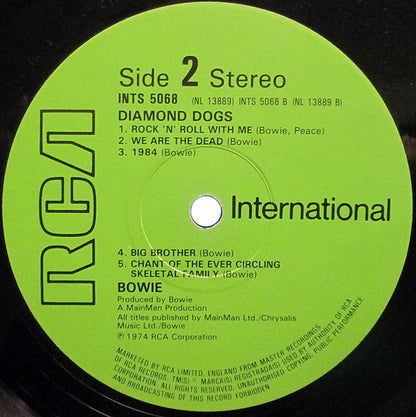 Side 2 Stereo
INTS 5068 (NL 13889) INTS 5068 B (NL 13889 B)
DIAMOND DOGS
1. ROCK 'N' ROLL WITH ME (Bowie, Peace)
2. WE ARE THE DEAD (Bowie)
3. 1984 (Bowie)
RCA
International
4. BIG BROTHER (Bowie)
5. CHANT OF THE EVER CIRCLING
SKELETAL FAMILY (Bowie)
BOWIE
Produced by Bowie
A MainMan Production
All titles published by MainMan Ltd./Chrysalis
Music Ltd./Bowie
℗ 1974 RCA Corporation
MARKETED BY RCA LIMITED, ENGLAND FROM MASTER RECORDINGS
OF RCA RECORDS. TM(S) ® MARCA(S) REGISTRADA(S) USED BY AUTHORITY OF RCA
CORPORATION. ALL RIGHTS RESERVED. UNAUTHORISED COPYING, PUBLIC PERFORMANCE
AND BROADCASTING OF THIS RECORD FORBIDDEN